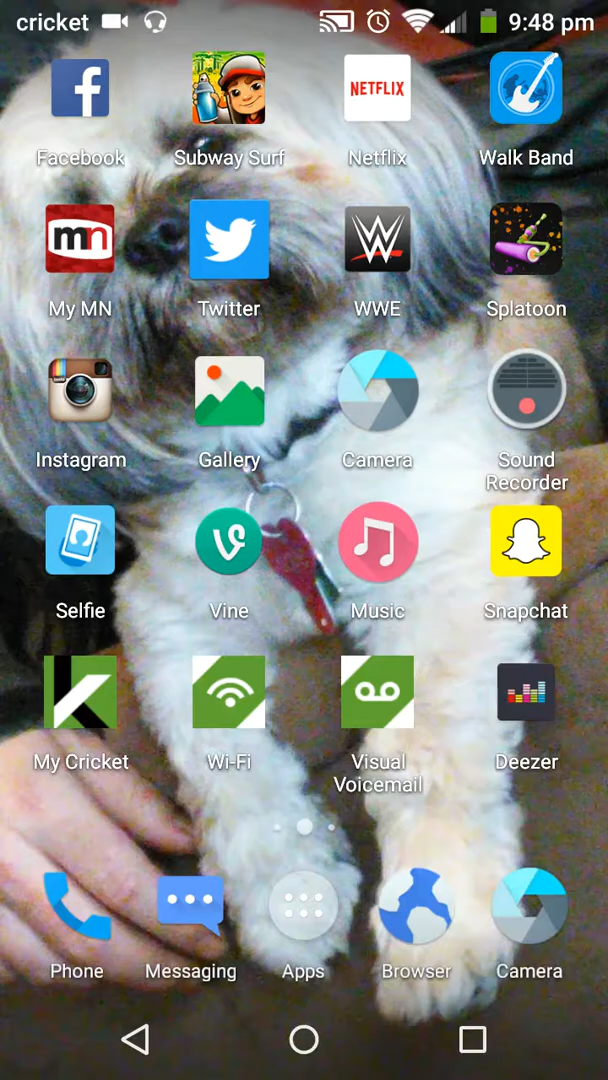 cricket 9:48 pm
f
NETFLIX
Facebook Subway Surf Netflix Walk Band
mn
W
My MN Twitter WWE Splatoon
Instagram Gallery Camera Sound Recorder
Selfie Vine Music Snapchat
K
My Cricket Wi-Fi Visual Voicemail Deezer
Phone Messaging Apps Browser Camera